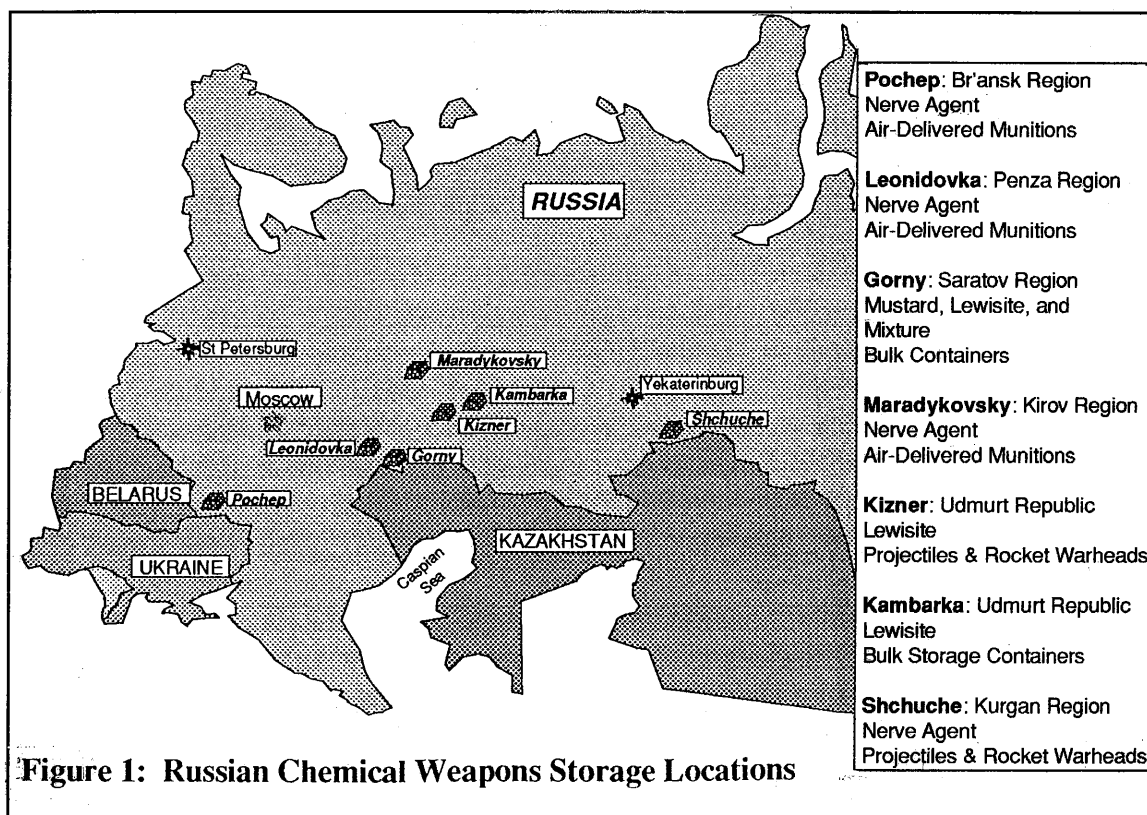 RUSSIA
St Petersburg
Maradykovsky
Yekaterinburg
Kambarka
Moscow
Kizner
Shchuche
Leonidovka
Gorny
BELARUS
Pochep
KAZAKHSTAN
UKRAINE
Caspian
Sea
Pochep: Br'ansk Region
Nerve Agent
Air-Delivered Munitions
Leonidovka: Penza Region
Nerve Agent
Air-Delivered Munitions
Gorny: Saratov Region
Mustard, Lewisite, and
Mixture
Bulk Containers
Maradykovsky: Kirov Region
Nerve Agent
Air-Delivered Munitions
Kizner: Udmurt Republic
Lewisite
Projectiles & Rocket Warheads
Kambarka: Udmurt Republic
Lewisite
Bulk Storage Containers
Shchuche: Kurgan Region
Nerve Agent
Projectiles & Rocket Warheads
Figure 1: Russian Chemical Weapons Storage Locations